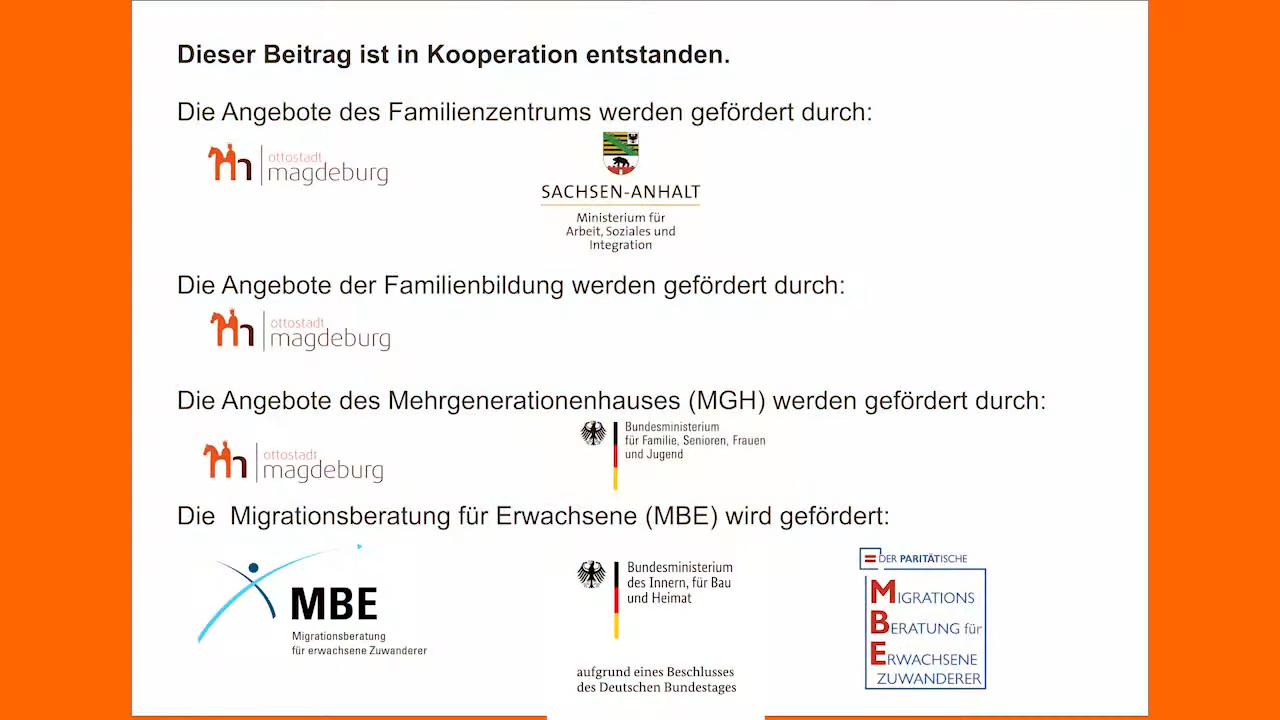 Dieser Beitrag ist in Kooperation entstanden.
Die Angebote des Familienzentrums werden gefördert durch:
ottostadt
magdeburg
SACHSEN-ANHALT
Ministerium für
Arbeit, Soziales und
Integration
Die Angebote der Familienbildung werden gefördert durch:
ottostadt
magdeburg
Die Angebote des Mehrgenerationenhauses (MGH) werden gefördert durch:
ottostadt
magdeburg
Bundesministerium
für Familie, Senioren, Frauen
und Jugend
Die Migrationsberatung für Erwachsene (MBE) wird gefördert:
MBE
Migrationsberatung
für erwachsene Zuwanderer
Bundesministerium
des Innern, für Bau
und Heimat
aufgrund eines Beschlusses
des Deutschen Bundestages
DER PARITÄTISCHE
MIGRATIONS
BERATUNG für
ERWACHSENE
ZUWANDERER